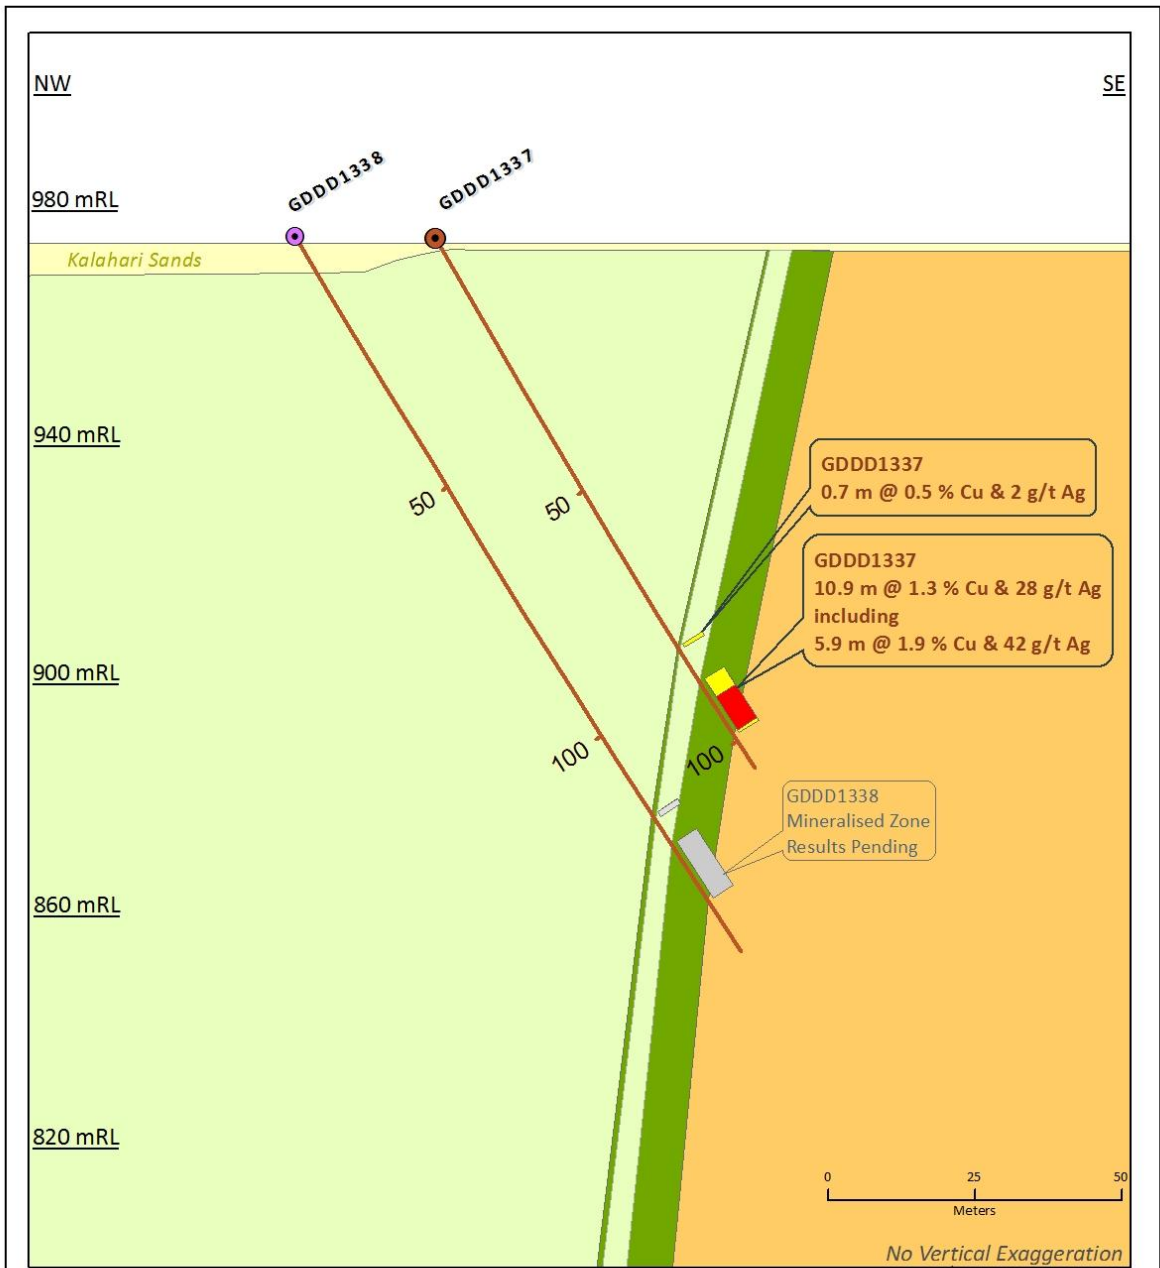 NW
SE
GDDD1338
GDDD1337
980 mRL
Kalahari Sands
940 mRL
GDDD1337
0.7 m @ 0.5 % Cu & 2 g/t Ag
50
50
GDDD1337
10.9 m @ 1.3 % Cu & 28 g/t Ag
including
5.9 m @ 1.9 % Cu & 42 g/t Ag
900 mRL
100
100
GDDD1338
Mineralised Zone
Results Pending
860 mRL
820 mRL
0 25 50
Meters
No Vertical Exaggeration